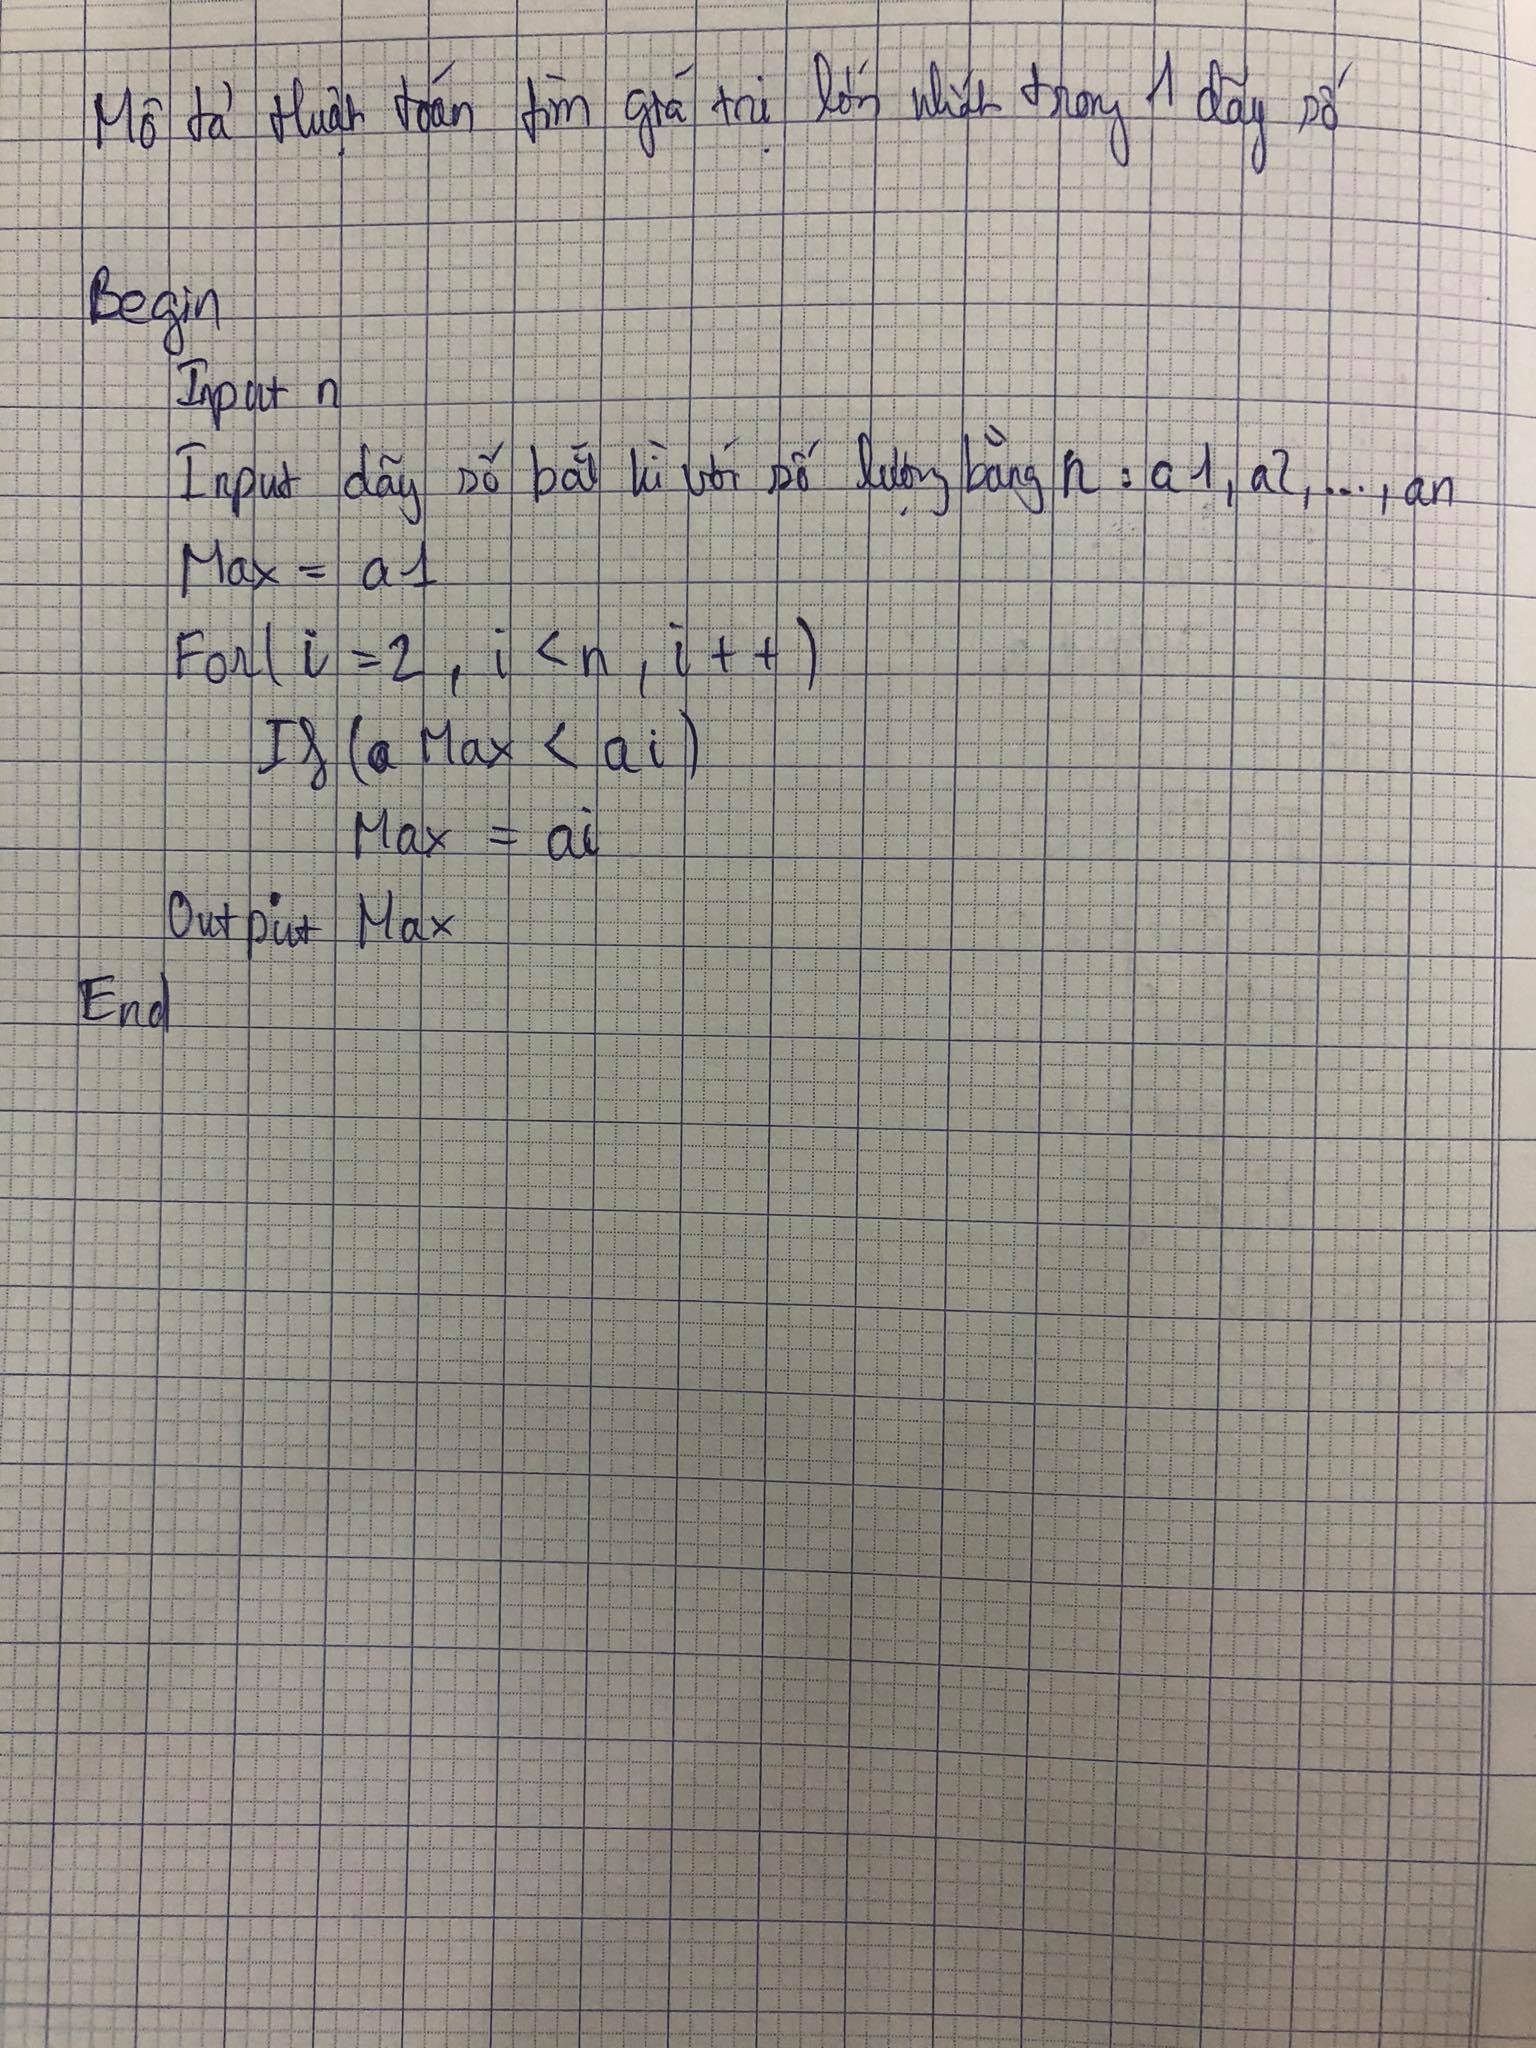 Mô tả thuật toán tìm giá trị lớn nhất trong 1 dãy số
Begin
Input n
Input dãy số bất kì với số lượng bằng n : a1, a2, ..., an
Max = a1
For( i = 2 , i < n , i + + )
If (a Max < ai)
Max = ai
Output Max
End